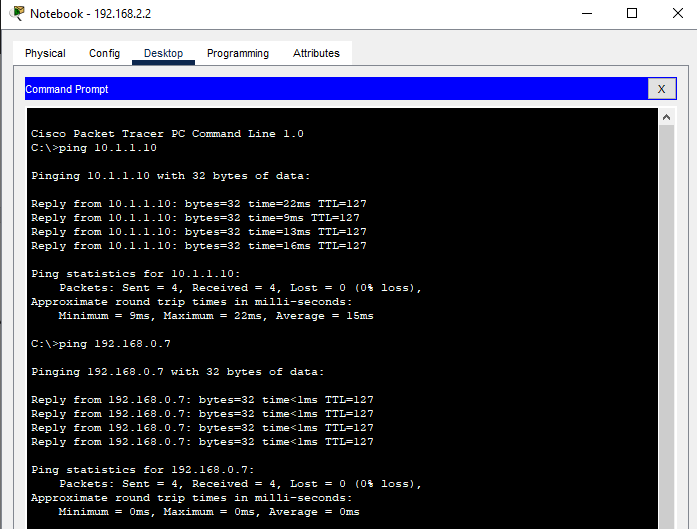 Notebook - 192.168.2.2
Physical Config Desktop Programming Attributes
Command Prompt X
Cisco Packet Tracer PC Command Line 1.0
C:\>ping 10.1.1.10
Pinging 10.1.1.10 with 32 bytes of data:
Reply from 10.1.1.10: bytes=32 time=22ms TTL=127
Reply from 10.1.1.10: bytes=32 time=9ms TTL=127
Reply from 10.1.1.10: bytes=32 time=13ms TTL=127
Reply from 10.1.1.10: bytes=32 time=16ms TTL=127
Ping statistics for 10.1.1.10:
Packets: Sent = 4, Received = 4, Lost = 0 (0% loss),
Approximate round trip times in milli-seconds:
Minimum = 9ms, Maximum = 22ms, Average = 15ms
C:\>ping 192.168.0.7
Pinging 192.168.0.7 with 32 bytes of data:
Reply from 192.168.0.7: bytes=32 time<1ms TTL=127
Reply from 192.168.0.7: bytes=32 time<1ms TTL=127
Reply from 192.168.0.7: bytes=32 time<1ms TTL=127
Reply from 192.168.0.7: bytes=32 time<1ms TTL=127
Ping statistics for 192.168.0.7:
Packets: Sent = 4, Received = 4, Lost = 0 (0% loss),
Approximate round trip times in milli-seconds:
Minimum = 0ms, Maximum = 0ms, Average = 0ms